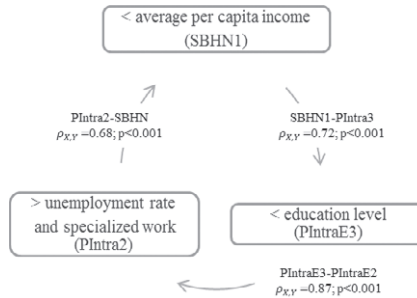 < average per capita income
(SBHN1)
PIntra2-SBHN
ρX,Y =0.68; p<0.001
SBHN1-PIntra3
ρX,Y =0.72; p<0.001
> unemployment rate
and specialized work
(PIntra2)
< education level
(PIntraE3)
PIntraE3-PIntraE2
ρX,Y =0.87; p<0.001